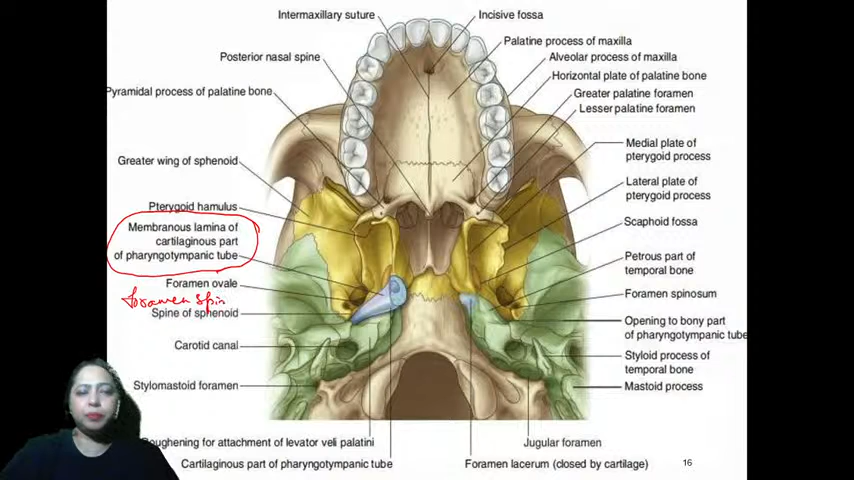 Intermaxillary suture
Incisive fossa
Palatine process of maxilla
Posterior nasal spine
Alveolar process of maxilla
Horizontal plate of palatine bone
Pyramidal process of palatine bone
Greater palatine foramen
Lesser palatine foramen
Medial plate of
pterygoid process
Greater wing of sphenoid
Lateral plate of
pterygoid process
Pterygoid hamulus
Scaphoid fossa
Membranous lamina of
cartilaginous part
of pharyngotympanic tube
Petrous part of
temporal bone
Foramen ovale
Foramen spinosum
foramen spin
Spine of sphenoid
Opening to bony part
of pharyngotympanic tube
Carotid canal
Styloid process of
temporal bone
Stylomastoid foramen
Mastoid process
Roughening for attachment of levator veli palatini
Jugular foramen
Cartilaginous part of pharyngotympanic tube
Foramen lacerum (closed by cartilage)
16